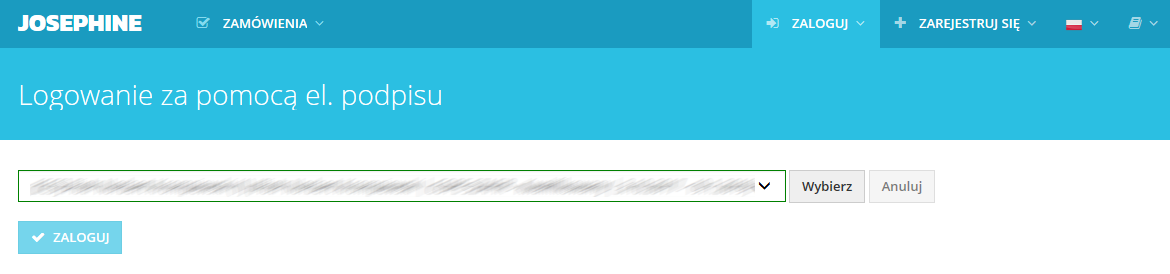 JOSEPHINE ZAMÓWIENIA ZALOGUJ ZAREJESTRUJ SIĘ
Logowanie za pomocą el. podpisu
Wybierz Anuluj
ZALOGUJ